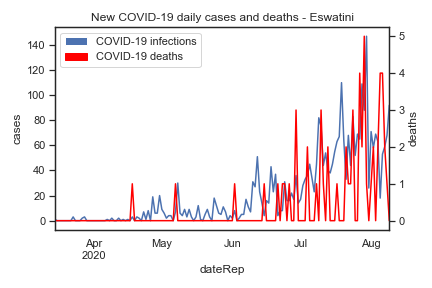 New COVID-19 daily cases and deaths - Eswatini
COVID-19 infections
COVID-19 deaths
140
120
100
80
60
40
20
0
cases
5
4
3
2
1
0
deaths
Apr
2020
May
Jun
Jul
Aug
dateRep